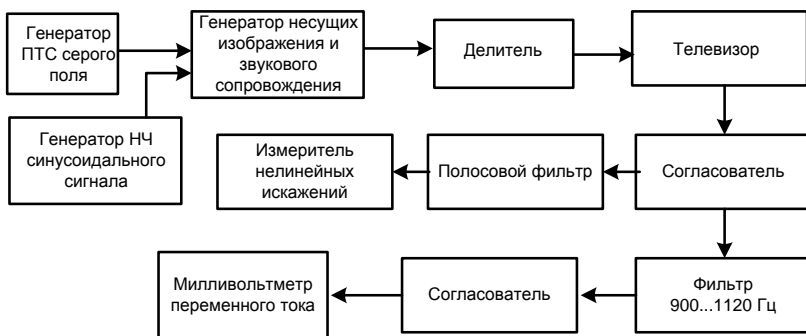 Генератор
ПТС серого
поля
Генератор несущих
изображения и
звукового
сопровождения
Делитель
Телевизор
Генератор НЧ
синусоидального
сигнала
Измеритель
нелинейных
искажений
Полосовой фильтр
Согласователь
Милливольтметр
переменного тока
Согласователь
Фильтр
900...1120 Гц